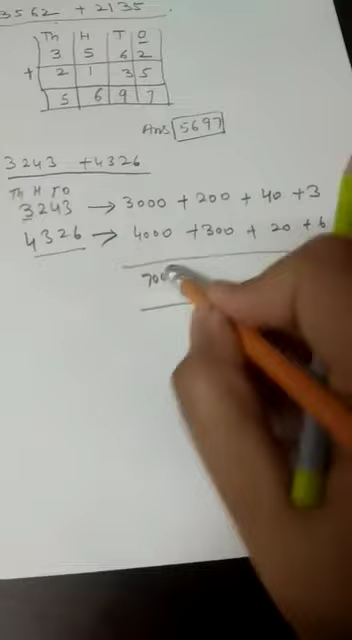 3562 + 2135
Th H T O
3 5 6 2
+ 2 1 3 5
5 6 9 7
Ans 5697
3243 + 4326
Th H T O
3243 → 3000 + 200 + 40 + 3
4326 → 4000 + 300 + 20 + 6
700